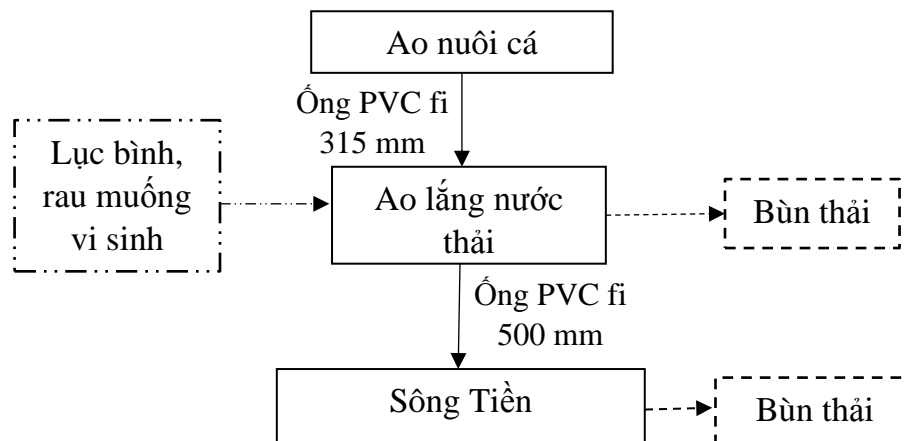 Ao nuôi cá
Ống PVC fi
315 mm
Lục bình,
rau muống
vi sinh
Ao lắng nước
thải
Bùn thải
Ống PVC fi
500 mm
Sông Tiền
Bùn thải